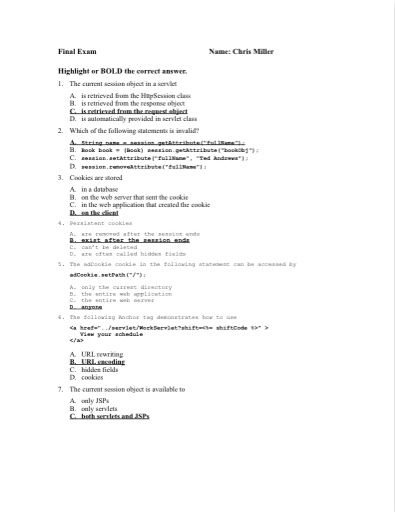 Final Exam Name: Chris Miller
Highlight or BOLD the correct answer.
1. The current session object in a servlet
A. is retrieved from the HttpSession class
B. is retrieved from the response object
C. is retrieved from the request object
D. is automatically provided in servlet class
2. Which of the following statements is invalid?
A. String name = session.getAttribute("fullName");
B. Book book = (Book) session.getAttribute("bookObj");
C. session.setAttribute("fullName", "Ted Andrews");
D. session.removeAttribute("fullName");
3. Cookies are stored
A. in a database
B. on the web server that sent the cookie
C. in the web application that created the cookie
D. on the client
4. Persistent cookies
A. are removed after the session ends
B. exist after the session ends
C. can't be deleted
D. are often called hidden fields
5. The adCookie cookie in the following statement can be accessed by
adCookie.setPath("/");
A. only the current directory
B. the entire web application
C. the entire web server
D. anyone
6. The following Anchor tag demonstrates how to use
<a href="../servlet/WorkServlet?shift=<%= shiftCode %>" >
View your schedule
</a>
A. URL rewriting
B. URL encoding
C. hidden fields
D. cookies
7. The current session object is available to
A. only JSPs
B. only servlets
C. both servlets and JSPs